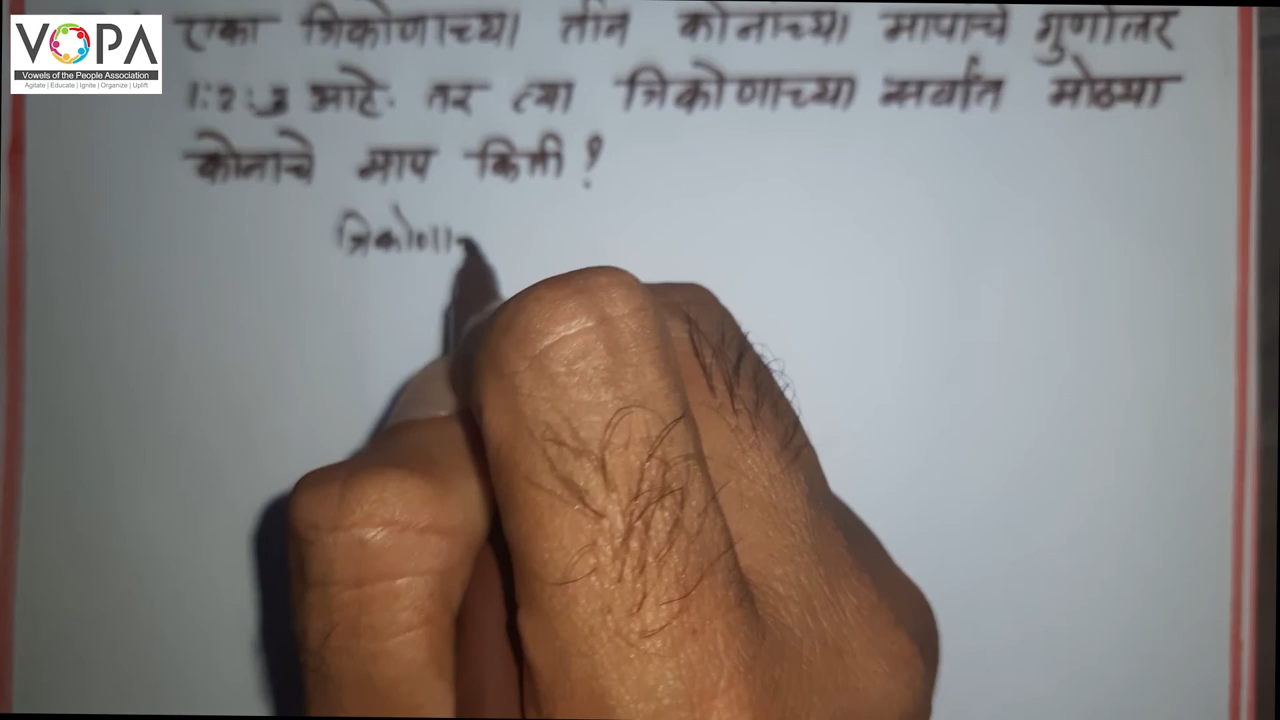 VOPA
Vowels of the People Association
Agitate | Educate | Ignite | Organize | Uplift
एका त्रिकोणाच्या तीन कोनांच्या मापांचे गुणोत्तर
1:2:3 आहे. तर त्या त्रिकोणाच्या सर्वात मोठ्या
कोनाचे माप किती?
त्रिकोणा